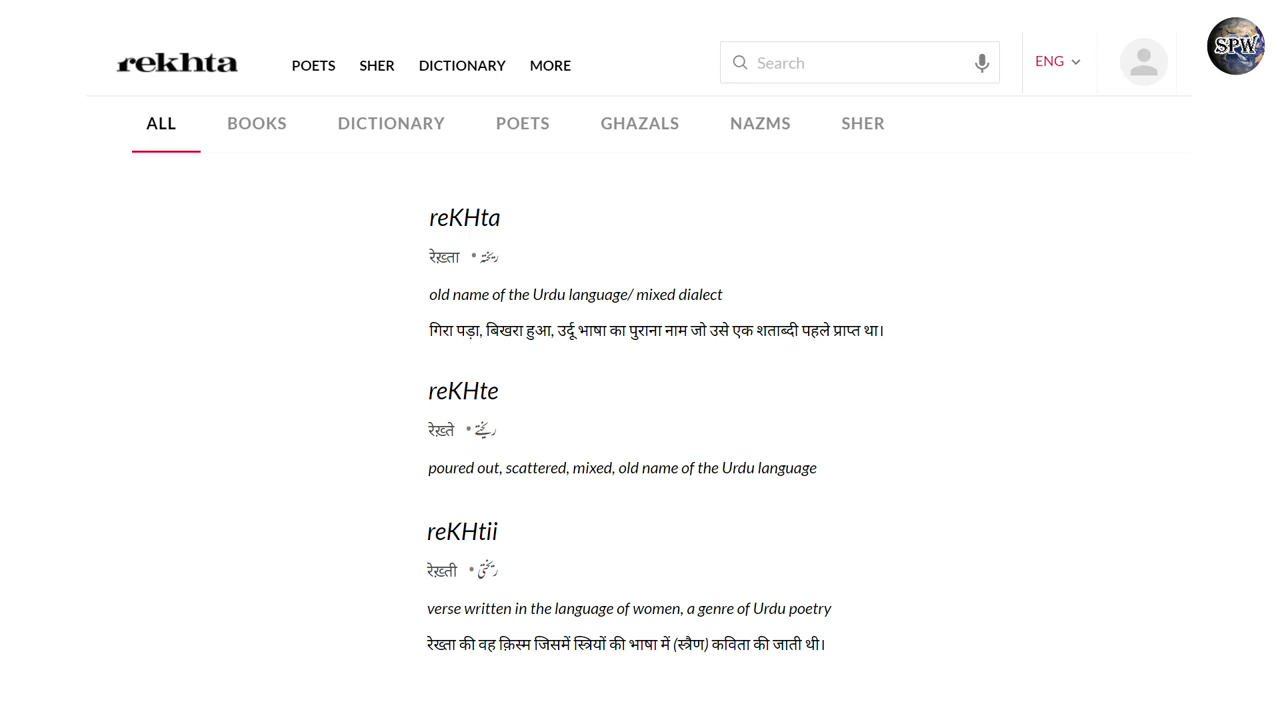 rekhta POETS SHER DICTIONARY MORE Search ENG SPW
ALL BOOKS DICTIONARY POETS GHAZALS NAZMS SHER
reKHta
रेख़्ता • ریختہ
old name of the Urdu language/ mixed dialect
गिरा पड़ा, बिखरा हुआ, उर्दू भाषा का पुराना नाम जो उसे एक शताब्दी पहले प्राप्त था।
reKHte
रेख़्ते • ریختے
poured out, scattered, mixed, old name of the Urdu language
reKHtii
रेख़्ती • ریختی
verse written in the language of women, a genre of Urdu poetry
रेख्ता की वह क़िस्म जिसमें स्त्रियों की भाषा में (स्त्रैण) कविता की जाती थी।